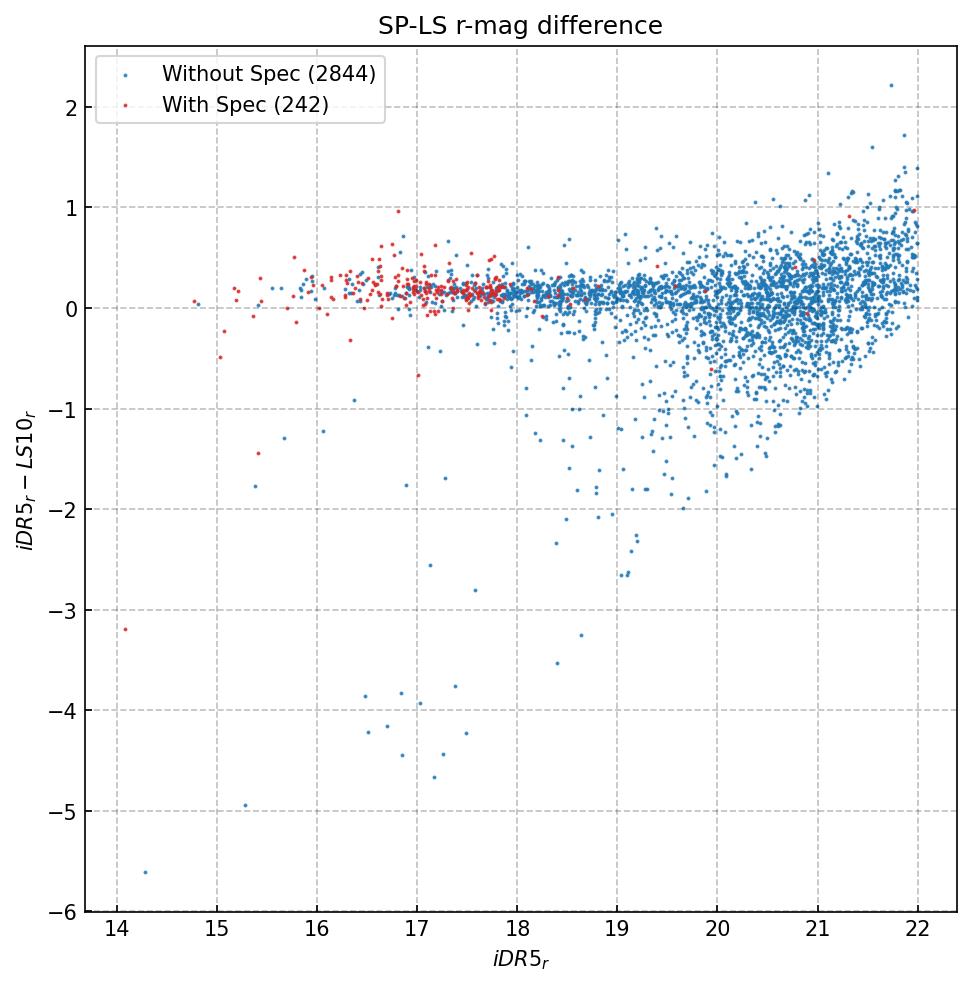 SP-LS r-mag difference
Without Spec (2844)
With Spec (242)
2
1
0
−1
−2
−3
−4
−5
−6
iDR5r − LS10r
14 15 16 17 18 19 20 21 22
iDR5r